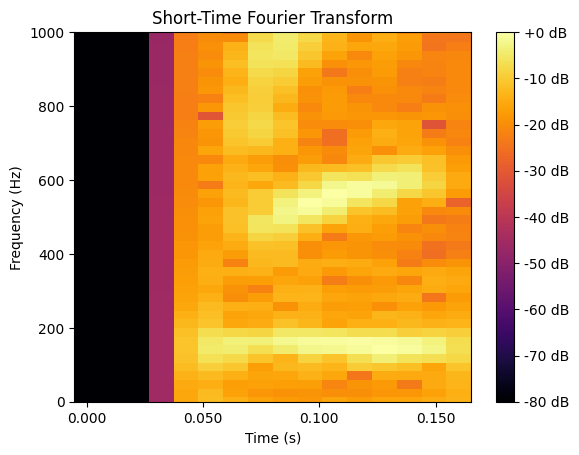 Short-Time Fourier Transform
1000
800
600
400
200
0
Frequency (Hz)
0.000
0.050
0.100
0.150
Time (s)
+0 dB
-10 dB
-20 dB
-30 dB
-40 dB
-50 dB
-60 dB
-70 dB
-80 dB